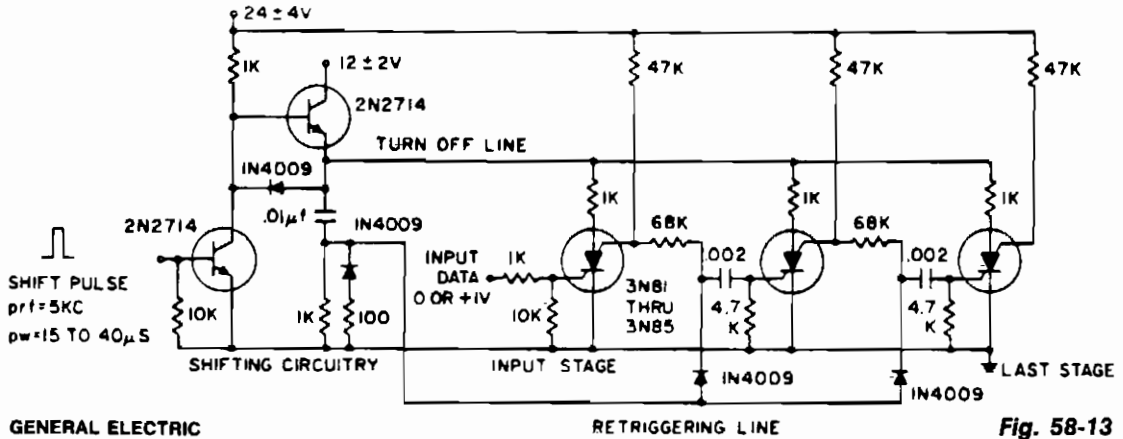 24 ± 4V
1K
12 ± 2V
47K
47K
47K
2N2714
TURN OFF LINE
1N4009
1K
1K
1K
2N2714
.01µf
1N4009
68K
68K
SHIFT PULSE
prf=5KC
pw=15 TO 40µS
INPUT
DATA
0 OR +1V
1K
.002
.002
10K
1K
100
10K
3N81
THRU
3N85
4.7
K
4.7
K
SHIFTING CIRCUITRY
INPUT STAGE
LAST STAGE
1N4009
1N4009
GENERAL ELECTRIC
RETRIGGERING LINE
Fig. 58-13